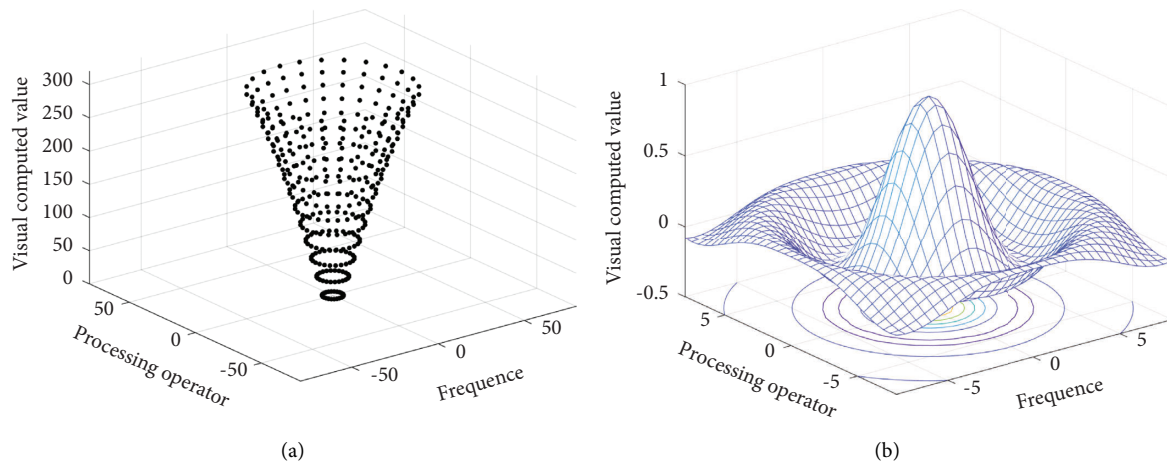 300
250
200
150
100
50
0
Visual computed value
50
0
-50
Processing operator
-50
0
50
Frequence
(a)
1
0.5
0
-0.5
Visual computed value
5
0
-5
Processing operator
-5
0
5
Frequence
(b)